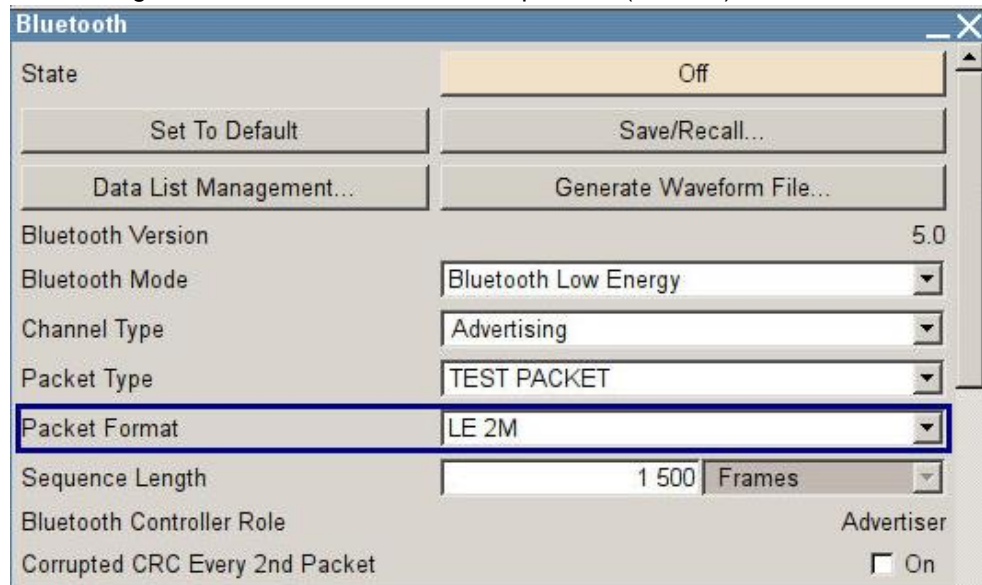 Bluetooth
State Off
Set To Default Save/Recall...
Data List Management... Generate Waveform File...
Bluetooth Version 5.0
Bluetooth Mode Bluetooth Low Energy
Channel Type Advertising
Packet Type TEST PACKET
Packet Format LE 2M
Sequence Length 1 500 Frames
Bluetooth Controller Role Advertiser
Corrupted CRC Every 2nd Packet On